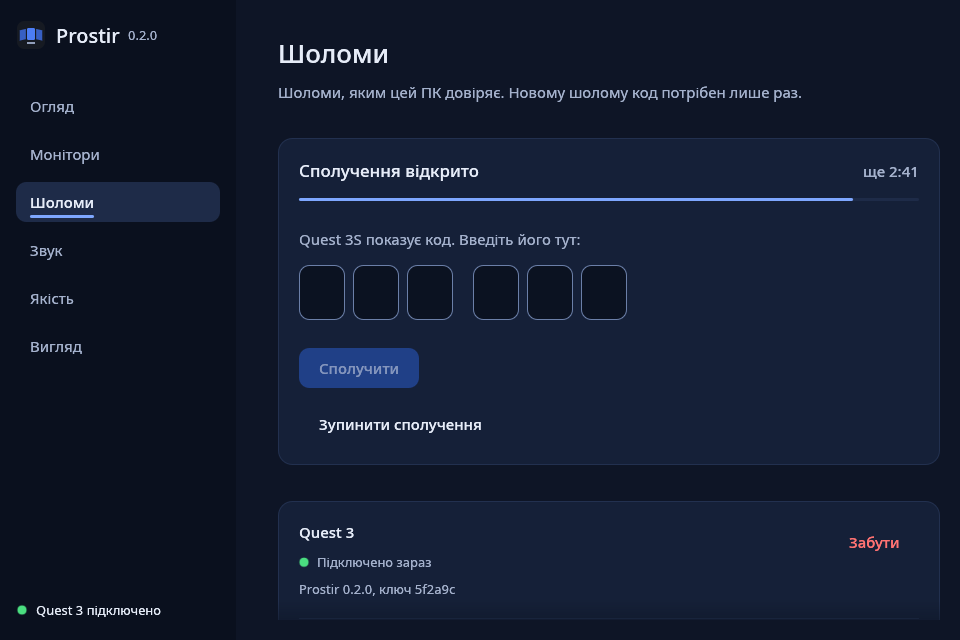 Prostir 0.2.0
Огляд
Монітори
Шоломи
Звук
Якість
Вигляд
Quest 3 підключено
Шоломи
Шоломи, яким цей ПК довіряє. Новому шолому код потрібен лише раз.
Сполучення відкрито
ще 2:41
Quest 3S показує код. Введіть його тут:
Сполучити
Зупинити сполучення
Quest 3
Підключено зараз
Prostir 0.2.0, ключ 5f2a9c
Забути